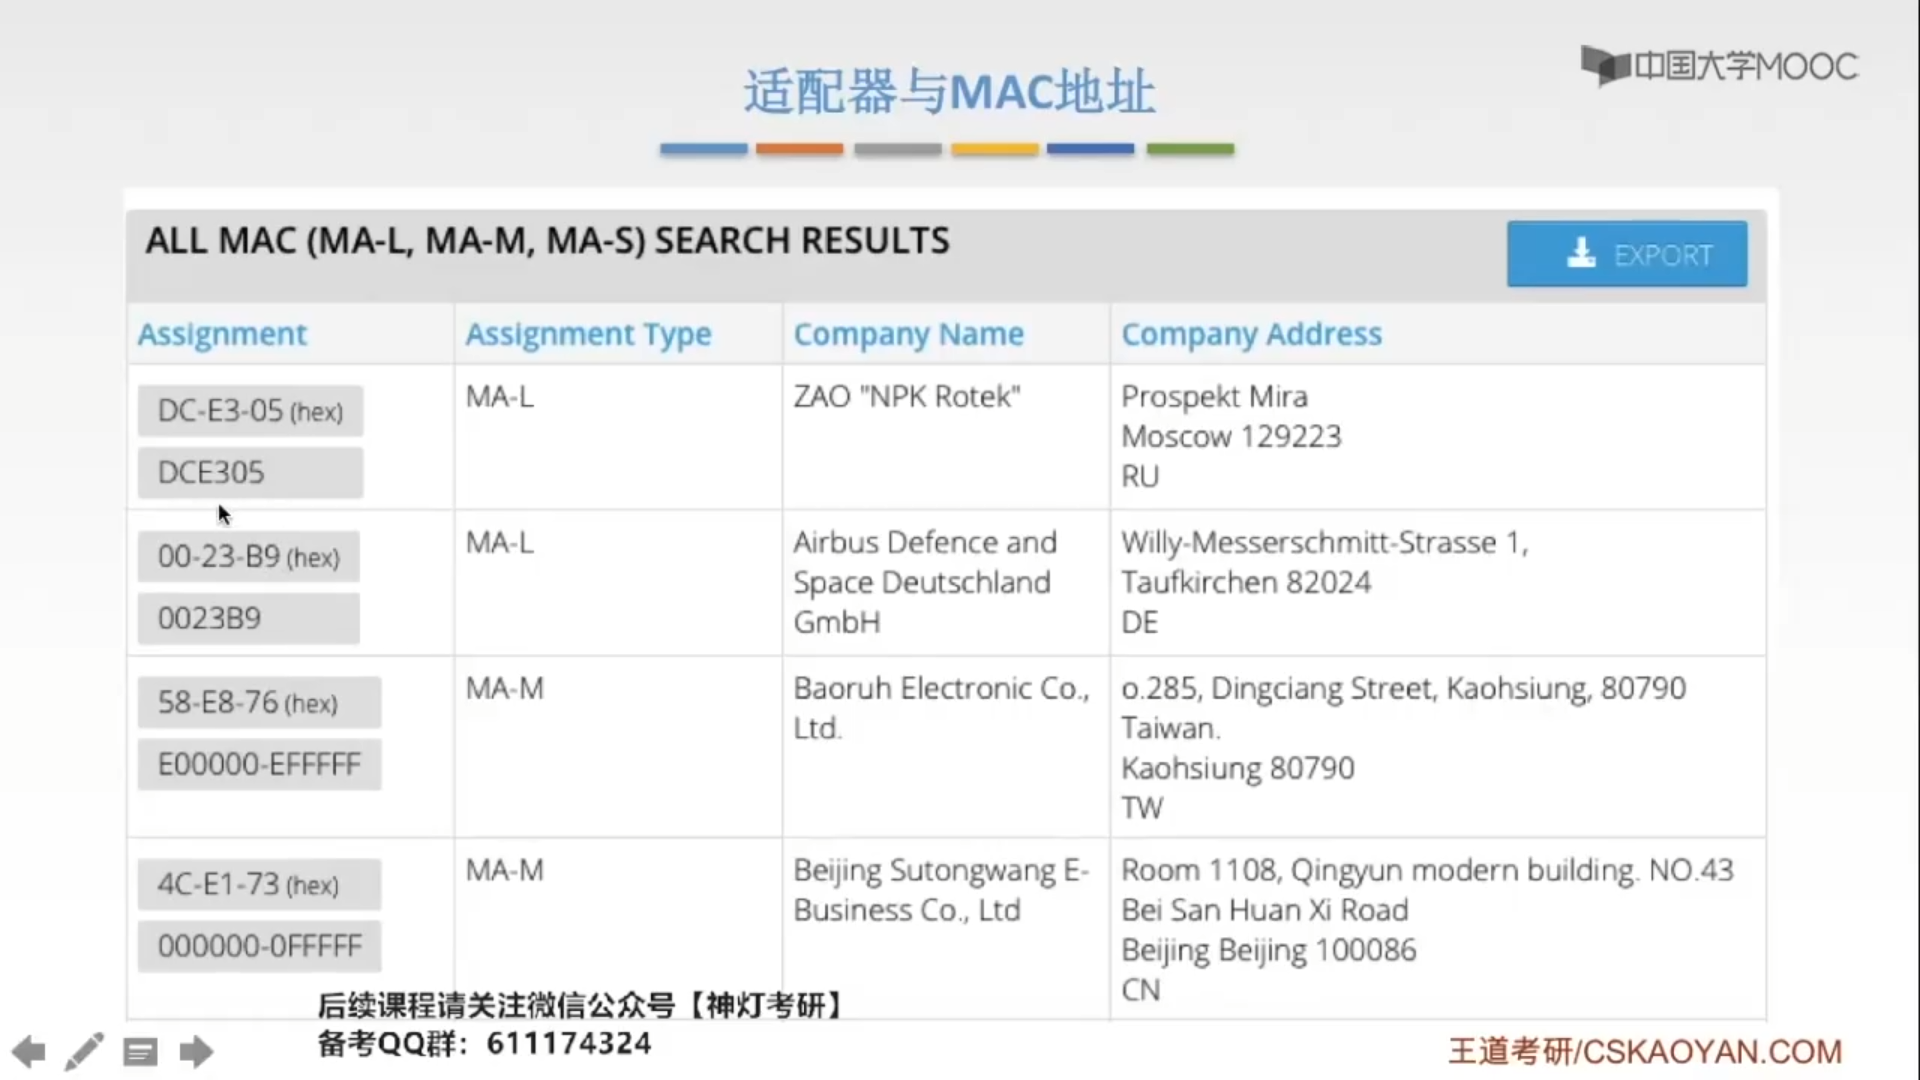 适配器与MAC地址
中国大学MOOC
ALL MAC (MA-L, MA-M, MA-S) SEARCH RESULTS
EXPORT
Assignment
Assignment Type
Company Name
Company Address
DC-E3-05 (hex)
DCE305
MA-L
ZAO "NPK Rotek"
Prospekt Mira
Moscow 129223
RU
00-23-B9 (hex)
0023B9
MA-L
Airbus Defence and
Space Deutschland
GmbH
Willy-Messerschmitt-Strasse 1,
Taufkirchen 82024
DE
58-E8-76 (hex)
E00000-EFFFFF
MA-M
Baoruh Electronic Co.,
Ltd.
o.285, Dingciang Street, Kaohsiung, 80790
Taiwan.
Kaohsiung 80790
TW
4C-E1-73 (hex)
000000-0FFFFF
MA-M
Beijing Sutongwang E-
Business Co., Ltd
Room 1108, Qingyun modern building. NO.43
Bei San Huan Xi Road
Beijing Beijing 100086
CN
后续课程请关注微信公众号【神灯考研】
备考QQ群：611174324
王道考研/CSKAOYAN.COM